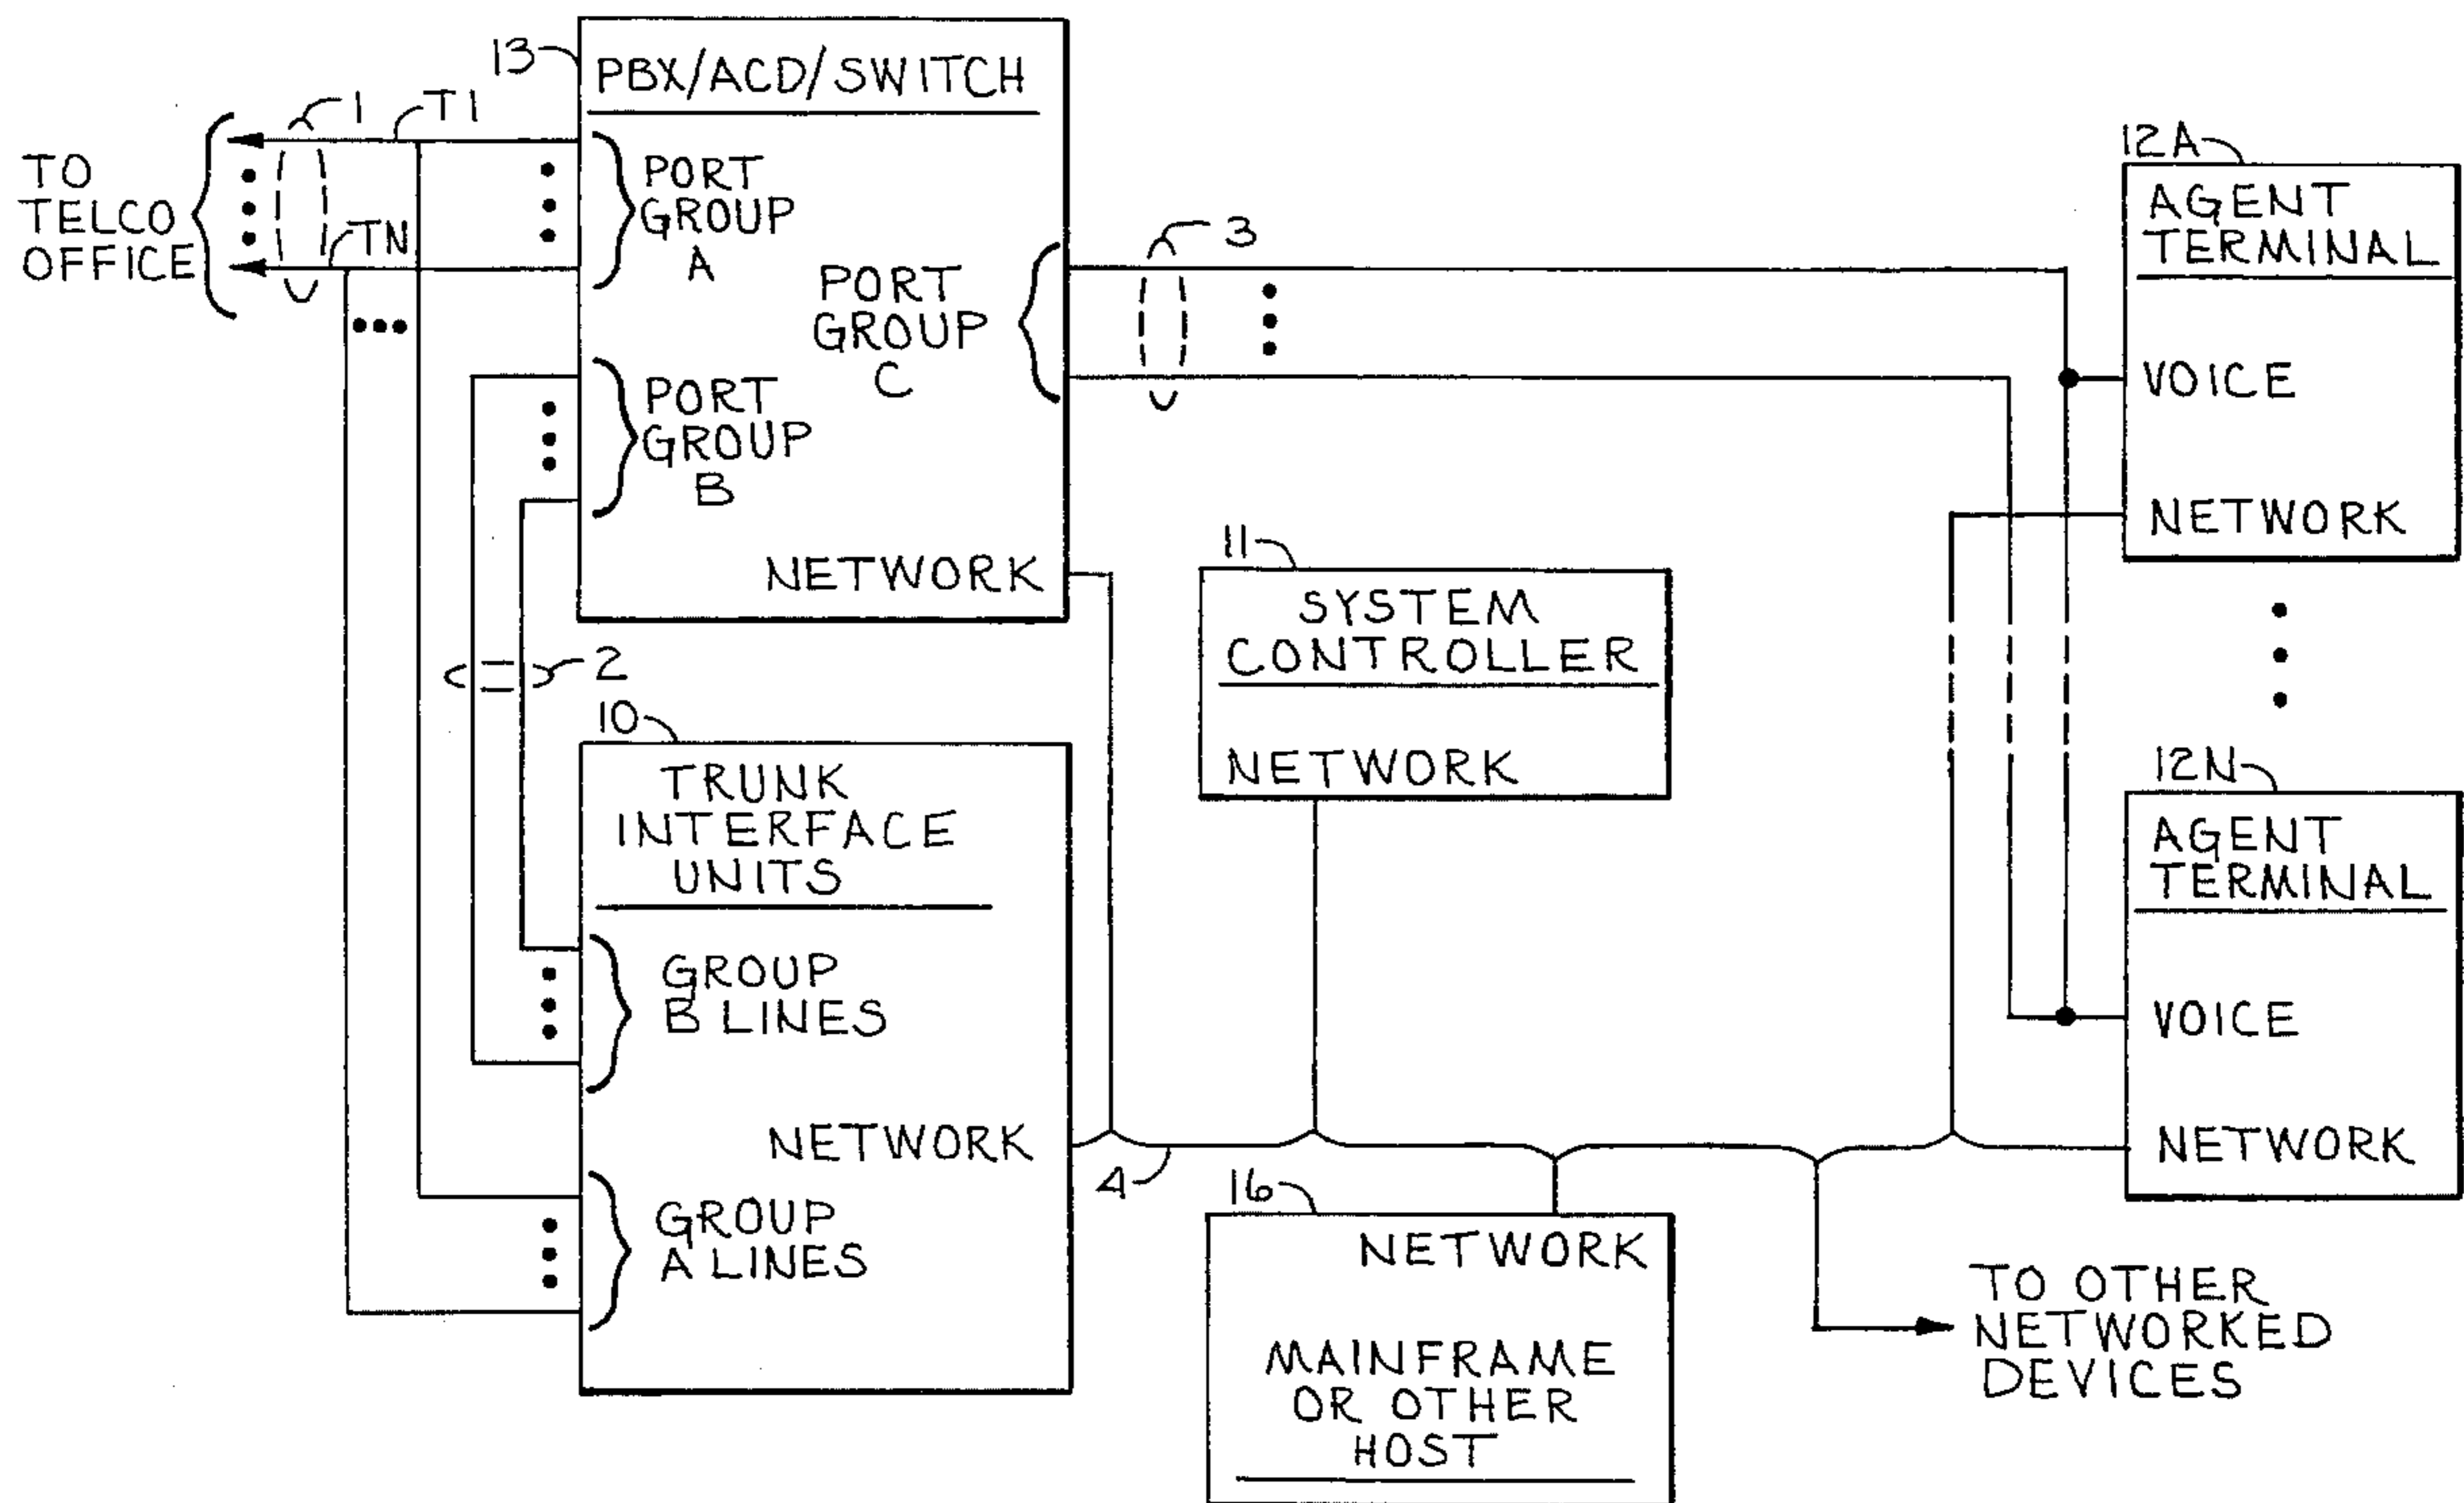 13
PBX/ACD/SWITCH
1
T1
TO
TELCO
OFFICE
TN
PORT
GROUP
A
PORT
GROUP
C
3
PORT
GROUP
B
NETWORK
2
12A
AGENT
TERMINAL
VOICE
NETWORK
11
SYSTEM
CONTROLLER
NETWORK
10
TRUNK
INTERFACE
UNITS
GROUP
B LINES
NETWORK
GROUP
A LINES
4
12N
AGENT
TERMINAL
VOICE
NETWORK
16
NETWORK
MAINFRAME
OR OTHER
HOST
TO OTHER
NETWORKED
DEVICES